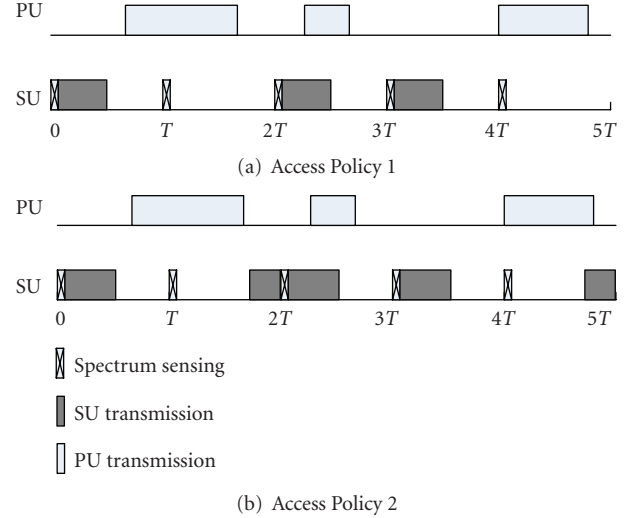 PU
SU
0 T 2T 3T 4T 5T
(a) Access Policy 1
PU
SU
0 T 2T 3T 4T 5T
Spectrum sensing
SU transmission
PU transmission
(b) Access Policy 2